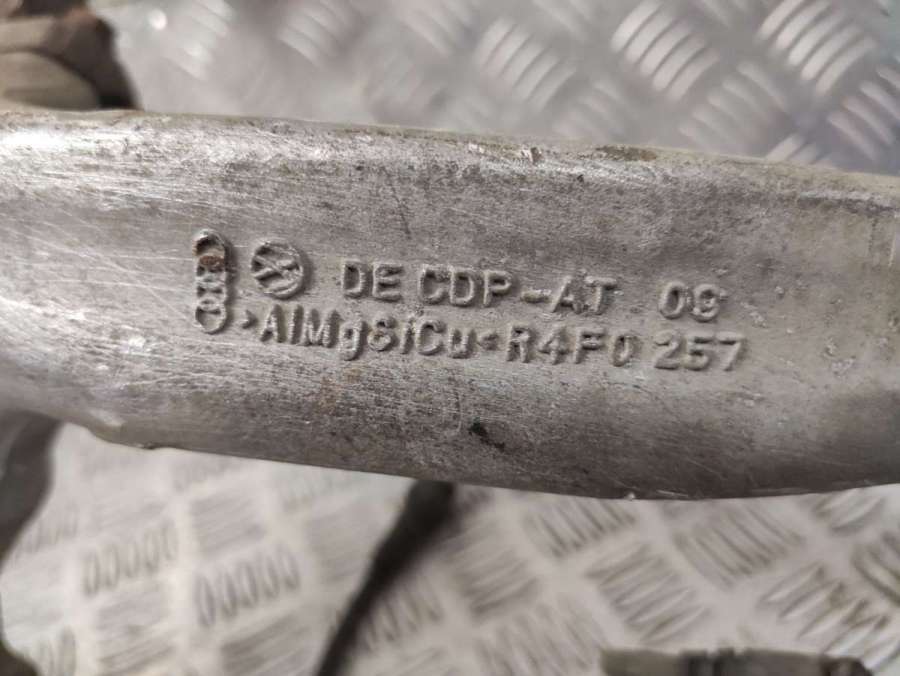 DE CDP-AT 09
>AlMgSiCu<R4F0 257